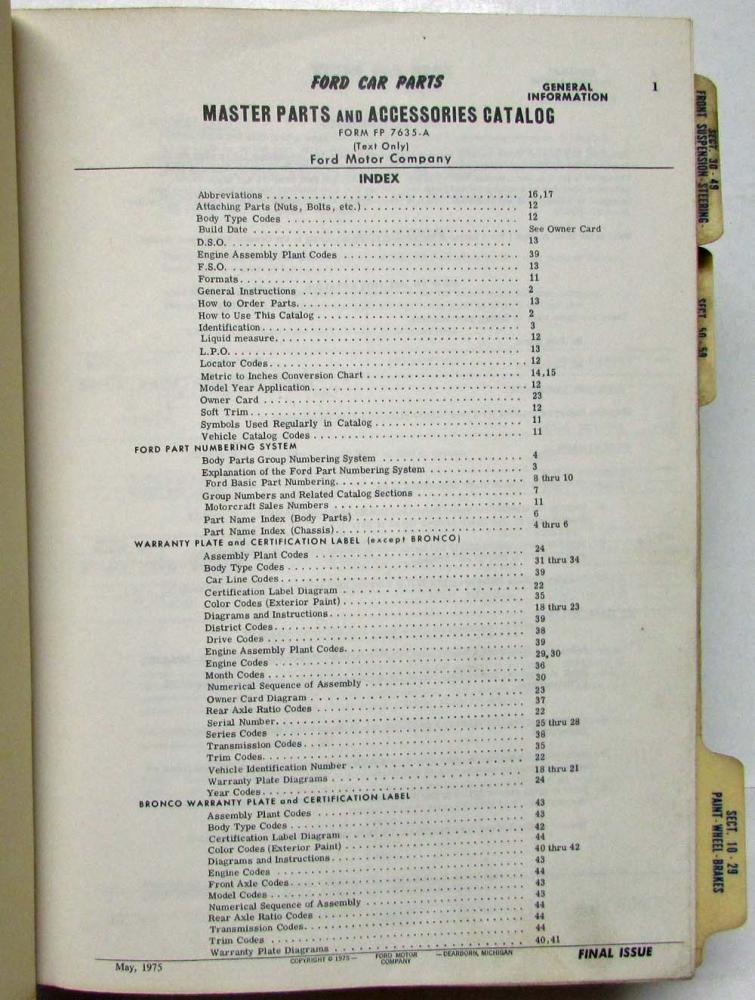 FORD CAR PARTS
GENERAL INFORMATION 1
MASTER PARTS AND ACCESSORIES CATALOG
FORM FP 7635-A
(Text Only)
Ford Motor Company
INDEX
Abbreviations 16,17
Attaching Parts (Nuts, Bolts, etc.) 12
Body Type Codes 12
Build Date See Owner Card
D.S.O. 13
Engine Assembly Plant Codes 39
F.S.O. 13
Formats 11
General Instructions 2
How to Order Parts 13
How to Use This Catalog 2
Identification 3
Liquid measure 12
L.P.O. 13
Locator Codes 12
Metric to Inches Conversion Chart 14,15
Model Year Application 12
Owner Card 23
Soft Trim 12
Symbols Used Regularly in Catalog 11
Vehicle Catalog Codes 11
FORD PART NUMBERING SYSTEM
Body Parts Group Numbering System 4
Explanation of the Ford Part Numbering System 3
Ford Basic Part Numbering 8 thru 10
Group Numbers and Related Catalog Sections 7
Motorcraft Sales Numbers 11
Part Name Index (Body Parts) 6
Part Name Index (Chassis) 4 thru 6
WARRANTY PLATE and CERTIFICATION LABEL (except BRONCO)
Assembly Plant Codes 24
Body Type Codes 31 thru 34
Car Line Codes 39
Certification Label Diagram 22
Color Codes (Exterior Paint) 35
Diagrams and Instructions 18 thru 23
District Codes 39
Drive Codes 38
Engine Assembly Plant Codes 39
Engine Codes 29,30
Month Codes 36
Numerical Sequence of Assembly 30
Owner Card Diagram 23
Rear Axle Ratio Codes 37
Serial Number 22
Series Codes 25 thru 28
Transmission Codes 38
Trim Codes 35
Vehicle Identification Number 22
Warranty Plate Diagrams 18 thru 21
Year Codes 24
BRONCO WARRANTY PLATE and CERTIFICATION LABEL
Assembly Plant Codes 43
Body Type Codes 43
Certification Label Diagram 42
Color Codes (Exterior Paint) 44
Diagrams and Instructions 40 thru 42
Engine Codes 43
Front Axle Codes 44
Model Codes 43
Numerical Sequence of Assembly 43
Rear Axle Ratio Codes 44
Transmission Codes 44
Trim Codes 44
Warranty Plate Diagrams 40,41
May, 1975
COPYRIGHT © 1975 — FORD MOTOR COMPANY — DEARBORN, MICHIGAN
FINAL ISSUE
SECT. 30 - 49
FRONT SUSPENSION - STEERING -
SECT. 50 - 59
SECT. 10 - 29
PAINT - WHEEL - BRAKES